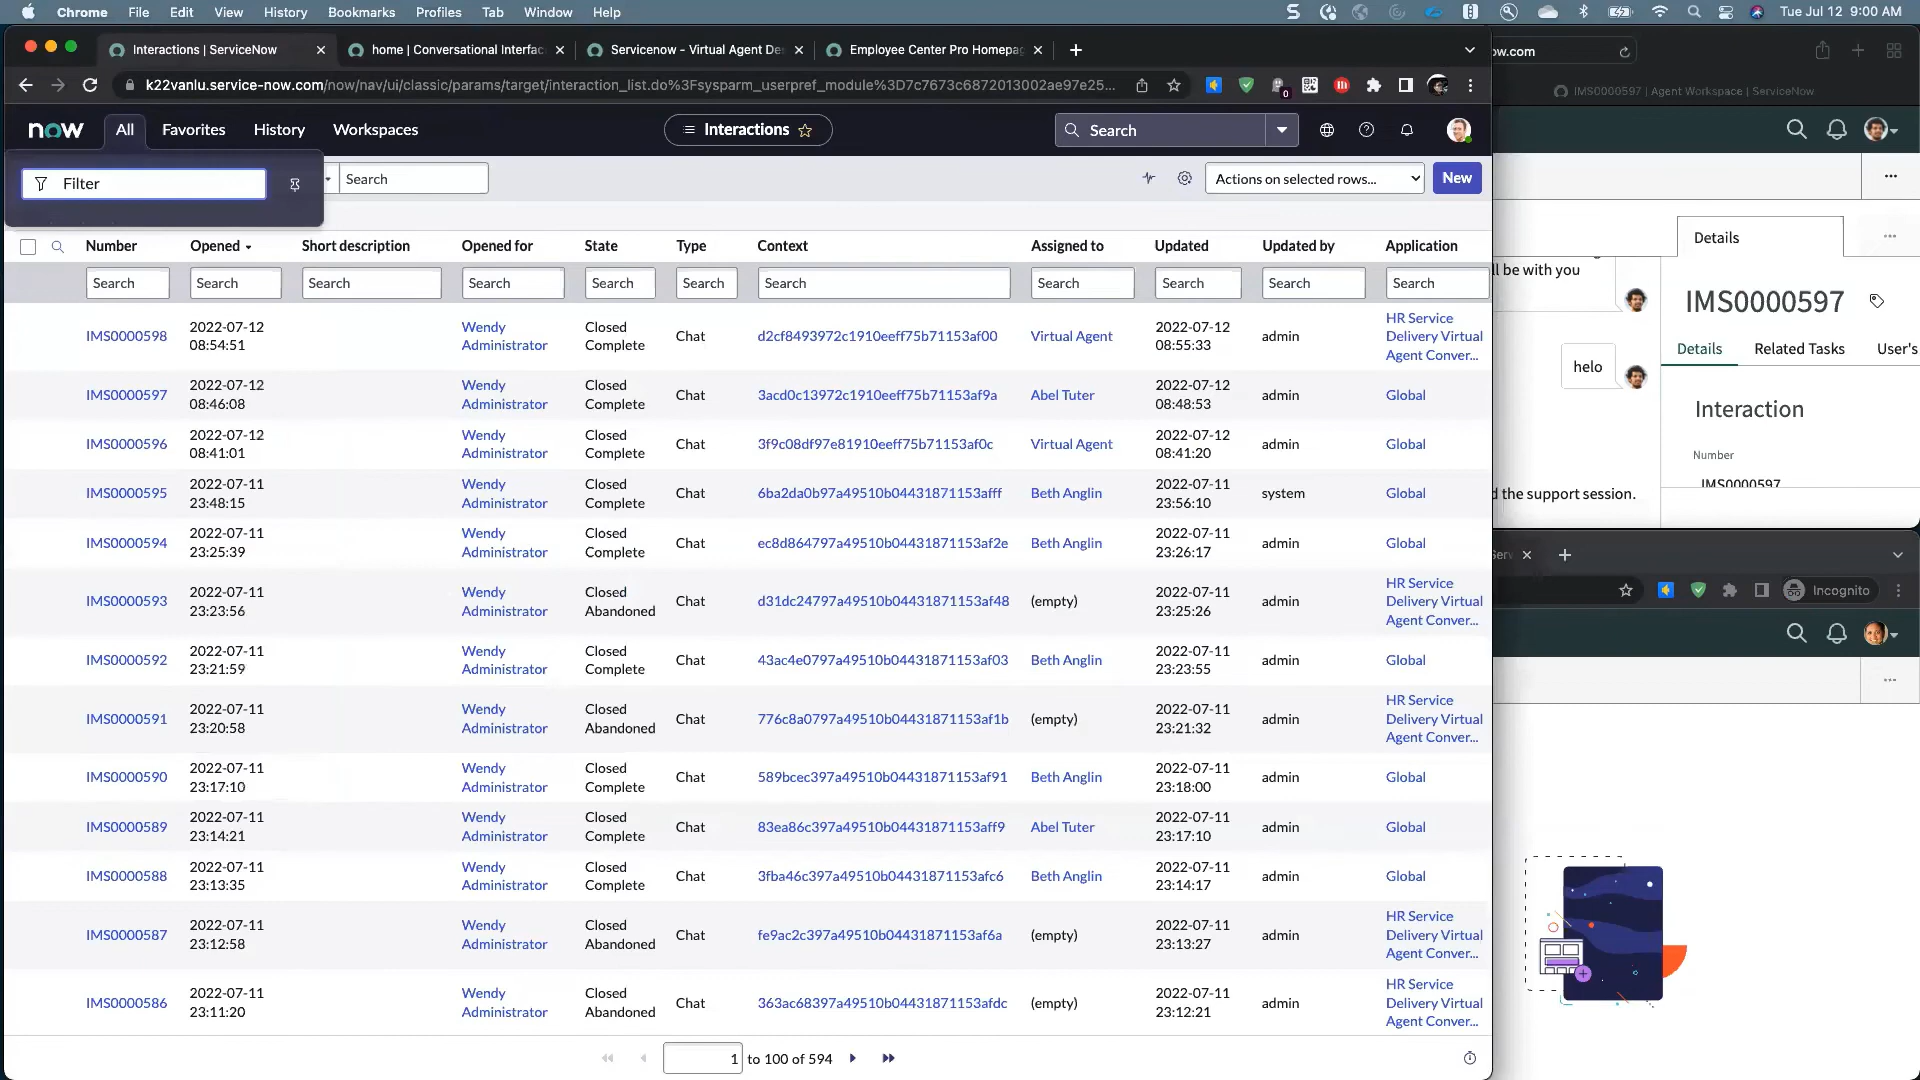 Chrome File Edit View History Bookmarks Profiles Tab Window Help
Tue Jul 12 9:00 AM
Interactions | ServiceNow
home | Conversational Interfac
Servicenow - Virtual Agent De
Employee Center Pro Homepag
k22vanlu.service-now.com/now/nav/ui/classic/params/target/interaction_list.do%3Fsysparm_userpref_module%3D7c7673c6872013002ae97e25...
0
now All Favorites History Workspaces
Interactions
Search
Filter
Search
Actions on selected rows...
New
Number Opened Short description Opened for State Type Context Assigned to Updated Updated by Application
Search Search Search Search Search Search Search Search Search Search Search
IMS0000598 2022-07-12 08:54:51 Wendy Administrator Closed Complete Chat d2cf8493972c1910eeff75b71153af00 Virtual Agent 2022-07-12 08:55:33 admin HR Service Delivery Virtual Agent Conver...
IMS0000597 2022-07-12 08:46:08 Wendy Administrator Closed Complete Chat 3acd0c13972c1910eeff75b71153af9a Abel Tuter 2022-07-12 08:48:53 admin Global
IMS0000596 2022-07-12 08:41:01 Wendy Administrator Closed Complete Chat 3f9c08df97e81910eeff75b71153af0c Virtual Agent 2022-07-12 08:41:20 admin Global
IMS0000595 2022-07-11 23:48:15 Wendy Administrator Closed Complete Chat 6ba2da0b97a49510b04431871153afff Beth Anglin 2022-07-11 23:56:10 system Global
IMS0000594 2022-07-11 23:25:39 Wendy Administrator Closed Complete Chat ec8d864797a49510b04431871153af2e Beth Anglin 2022-07-11 23:26:17 admin Global
IMS0000593 2022-07-11 23:23:56 Wendy Administrator Closed Abandoned Chat d31dc24797a49510b04431871153af48 (empty) 2022-07-11 23:25:26 admin HR Service Delivery Virtual Agent Conver...
IMS0000592 2022-07-11 23:21:59 Wendy Administrator Closed Complete Chat 43ac4e0797a49510b04431871153af03 Beth Anglin 2022-07-11 23:23:55 admin Global
IMS0000591 2022-07-11 23:20:58 Wendy Administrator Closed Abandoned Chat 776c8a0797a49510b04431871153af1b (empty) 2022-07-11 23:21:32 admin HR Service Delivery Virtual Agent Conver...
IMS0000590 2022-07-11 23:17:10 Wendy Administrator Closed Complete Chat 589bcec397a49510b04431871153af91 Beth Anglin 2022-07-11 23:18:00 admin Global
IMS0000589 2022-07-11 23:14:21 Wendy Administrator Closed Complete Chat 83ea86c397a49510b04431871153aff9 Abel Tuter 2022-07-11 23:17:10 admin Global
IMS0000588 2022-07-11 23:13:35 Wendy Administrator Closed Complete Chat 3fba46c397a49510b04431871153afc6 Beth Anglin 2022-07-11 23:14:17 admin Global
IMS0000587 2022-07-11 23:12:58 Wendy Administrator Closed Abandoned Chat fe9ac2c397a49510b04431871153af6a (empty) 2022-07-11 23:13:27 admin HR Service Delivery Virtual Agent Conver...
IMS0000586 2022-07-11 23:11:20 Wendy Administrator Closed Abandoned Chat 363ac68397a49510b04431871153afdc (empty) 2022-07-11 23:12:21 admin HR Service Delivery Virtual Agent Conver...
1 to 100 of 594
ow.com
IMS0000597 | Agent Workspace | ServiceNow
Details
ll be with you
IMS0000597
Details Related Tasks User's
helo
Interaction
Number
IMS0000597
d the support session.
Serv
Incognito